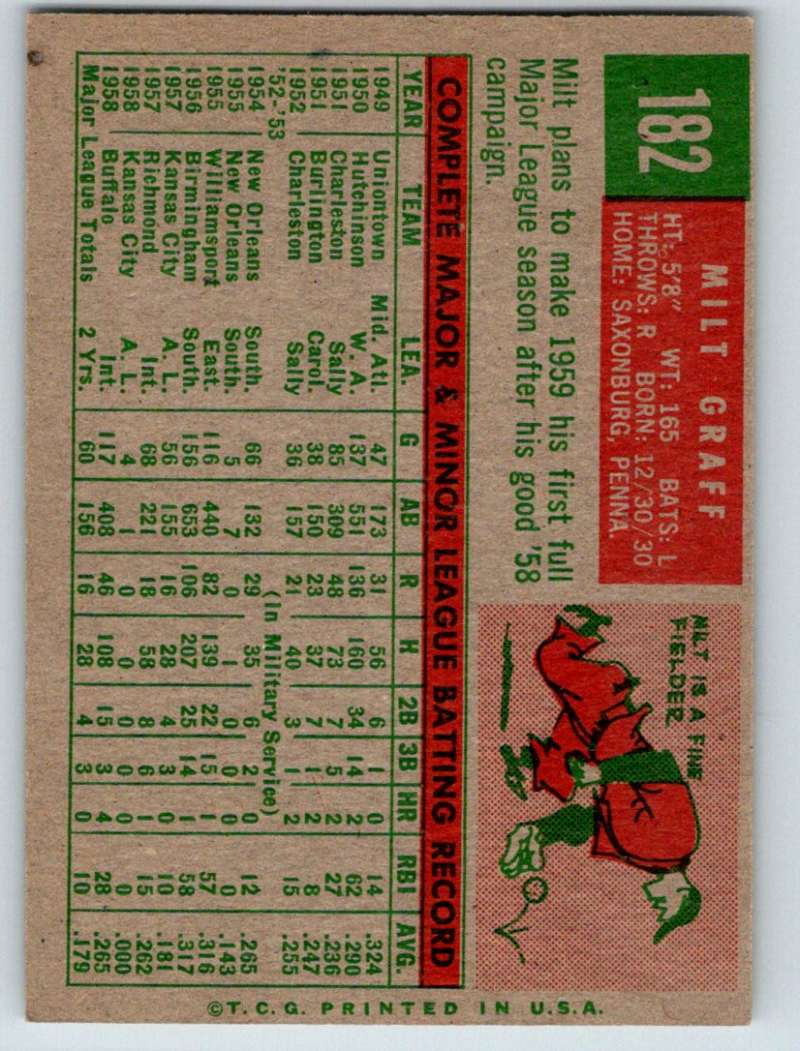 182
MILT GRAFF
HT: 5'8" WT: 165 BATS: L
THROWS: R BORN: 12/30/30
HOME: SAXONBURG, PENNA.
Milt plans to make 1959 his first full
Major League season after his good '58
campaign.
MILT IS A FINE
FIELDER.
COMPLETE MAJOR & MINOR LEAGUE BATTING RECORD
YEAR TEAM LEA. G AB R H 2B 3B HR RBI AVG.
1949 Uniontown Mid. Atl. 47 173 31 56 6 1 0 14 .324
1950 Hutchinson W. A. 137 551 136 160 34 14 2 62 .290
1951 Charleston Sally 85 309 48 73 7 5 2 27 .236
1951 Burlington Carol. 38 150 23 37 7 1 2 8 .247
1952 Charleston Sally 36 157 21 40 3 1 2 15 .255
'52-'53 (In Military Service)
1954 New Orleans South. 66 132 29 35 6 2 0 12 .265
1955 New Orleans South. 5 7 0 1 0 0 0 0 .143
1955 Williamsport East. 116 440 82 139 22 15 1 57 .316
1956 Birmingham South. 156 653 106 207 25 14 1 58 .317
1957 Kansas City A. L. 56 155 16 28 4 3 0 10 .181
1957 Richmond Int. 68 221 18 58 8 6 1 15 .262
1958 Kansas City A. L. 4 1 0 0 0 0 0 0 .000
1958 Buffalo Int. 117 408 46 108 15 3 4 28 .265
Major League Totals 2 Yrs. 60 156 16 28 4 3 0 10 .179
©T.C.G. PRINTED IN U.S.A.